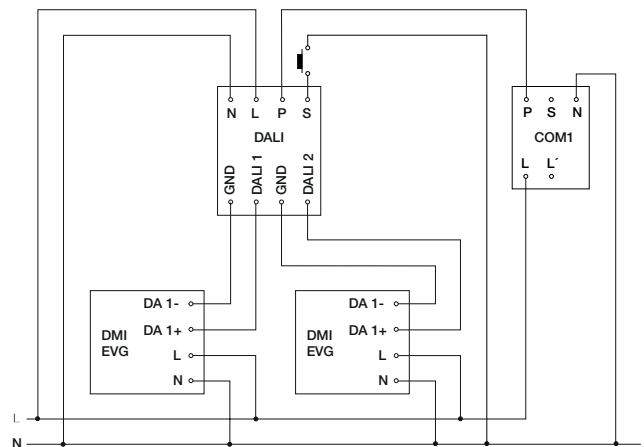 N L P S
DALI
GND DALI 1 GND DALI 2
P S N
COM1
L L´
DA 1-
DA 1+
DMI
EVG
L
N
DA 1-
DA 1+
DMI
EVG
L
N
L
N